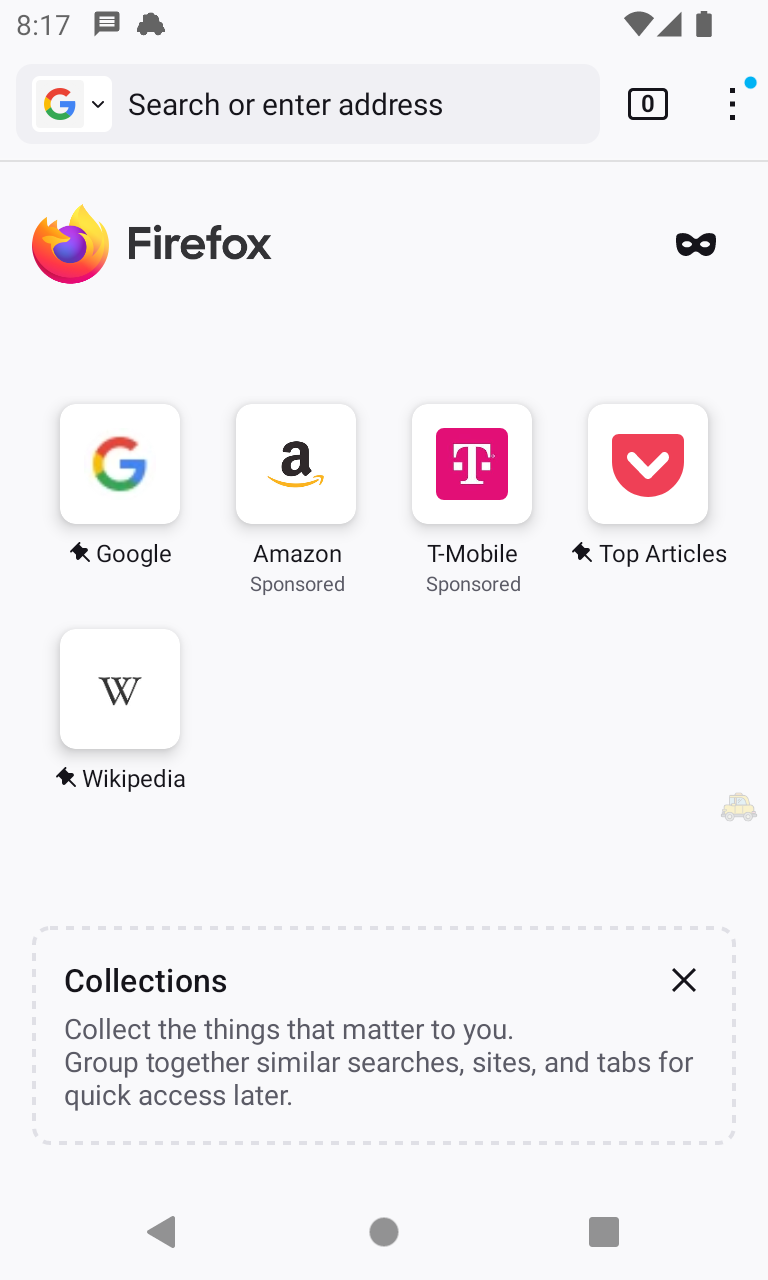 8:17
Search or enter address
0
Firefox
Google
Amazon
Sponsored
T-Mobile
Sponsored
Top Articles
Wikipedia
Collections
Collect the things that matter to you.
Group together similar searches, sites, and tabs for
quick access later.